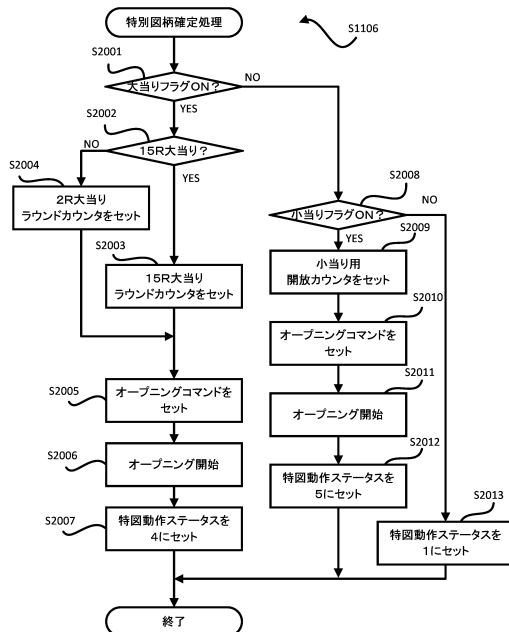 特別図柄確定処理
S1106
S2001
大当りフラグON？
NO
YES
S2002
15R大当り？
NO
YES
S2004
2R大当り
ラウンドカウンタをセット
S2003
15R大当り
ラウンドカウンタをセット
S2005
オープニングコマンドを
セット
S2006
オープニング開始
S2007
特図動作ステータスを
4にセット
S2008
小当りフラグON？
NO
YES
S2009
小当り用
開放カウンタをセット
S2010
オープニングコマンドを
セット
S2011
オープニング開始
S2012
特図動作ステータスを
5にセット
S2013
特図動作ステータスを
1にセット
終了